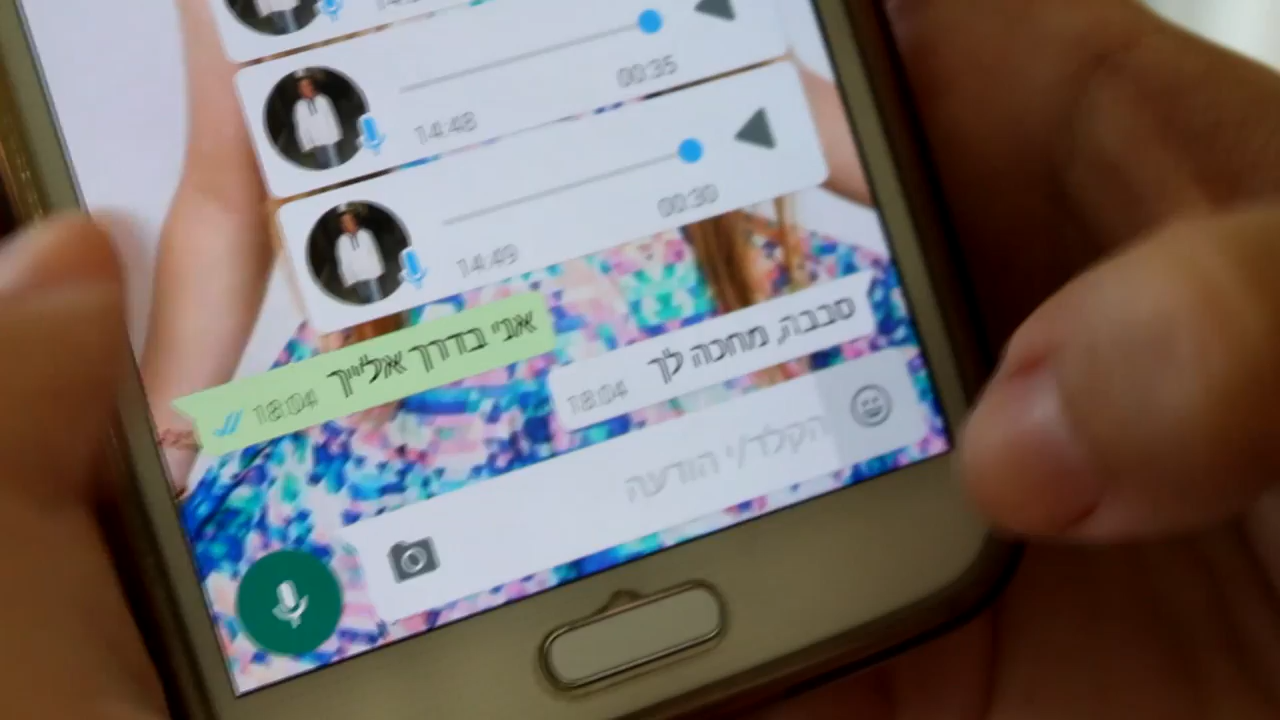 00:35
14:48
00:30
14:49
אני בדרך אלייך
18:04
סבבה, מחכה לך
18:04
הקלד/י הודעה